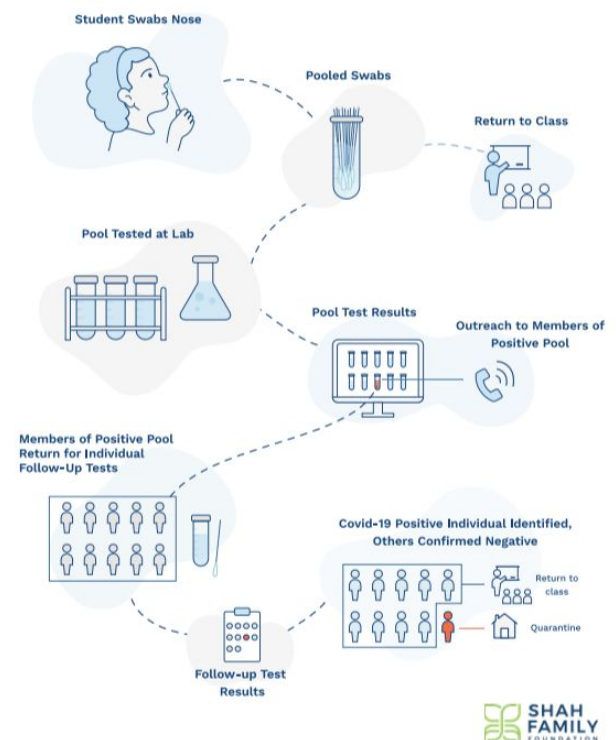 Student Swabs Nose
Pooled Swabs
Return to Class
Pool Tested at Lab
Pool Test Results
Outreach to Members of
Positive Pool
Members of Positive Pool
Return for Individual
Follow-Up Tests
Covid-19 Positive Individual Identified,
Others Confirmed Negative
Return to
class
Quarantine
Follow-up Test
Results
SHAH
FAMILY
FOUNDATION